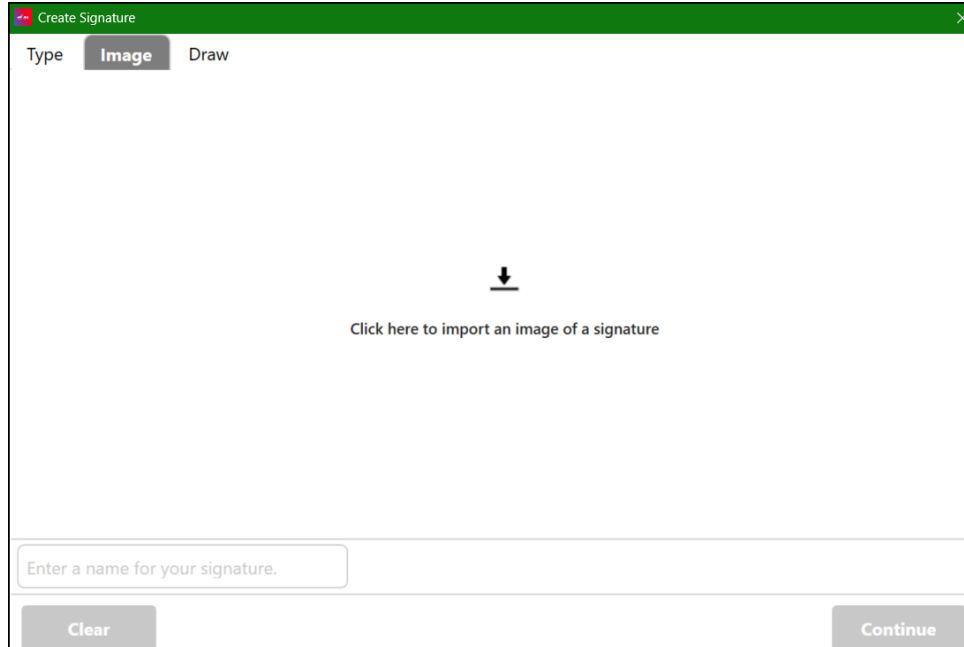 Create Signature
Type Image Draw
Click here to import an image of a signature
Enter a name for your signature.
Clear Continue